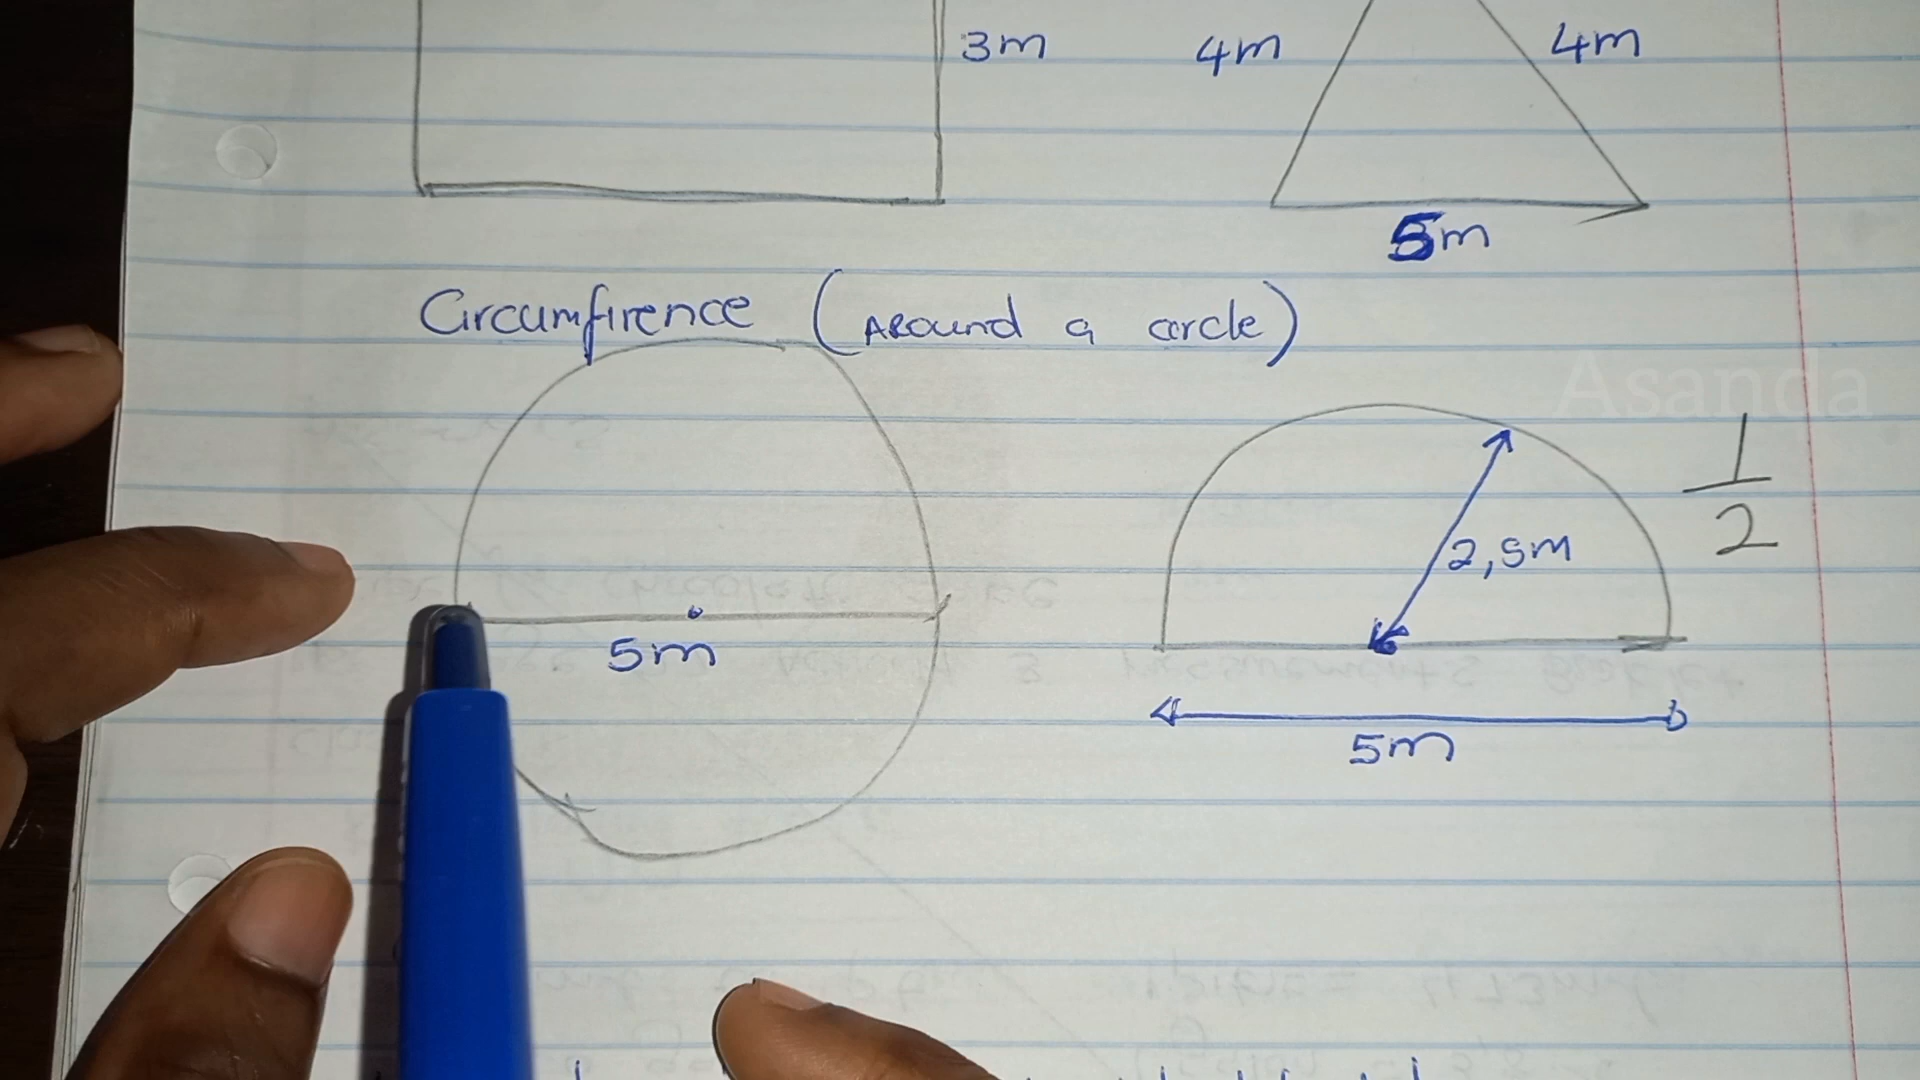 3m
4m
4m
5m
Circumfirence (Around a circle)
Asanda
1
2
2,5m
5m
5m